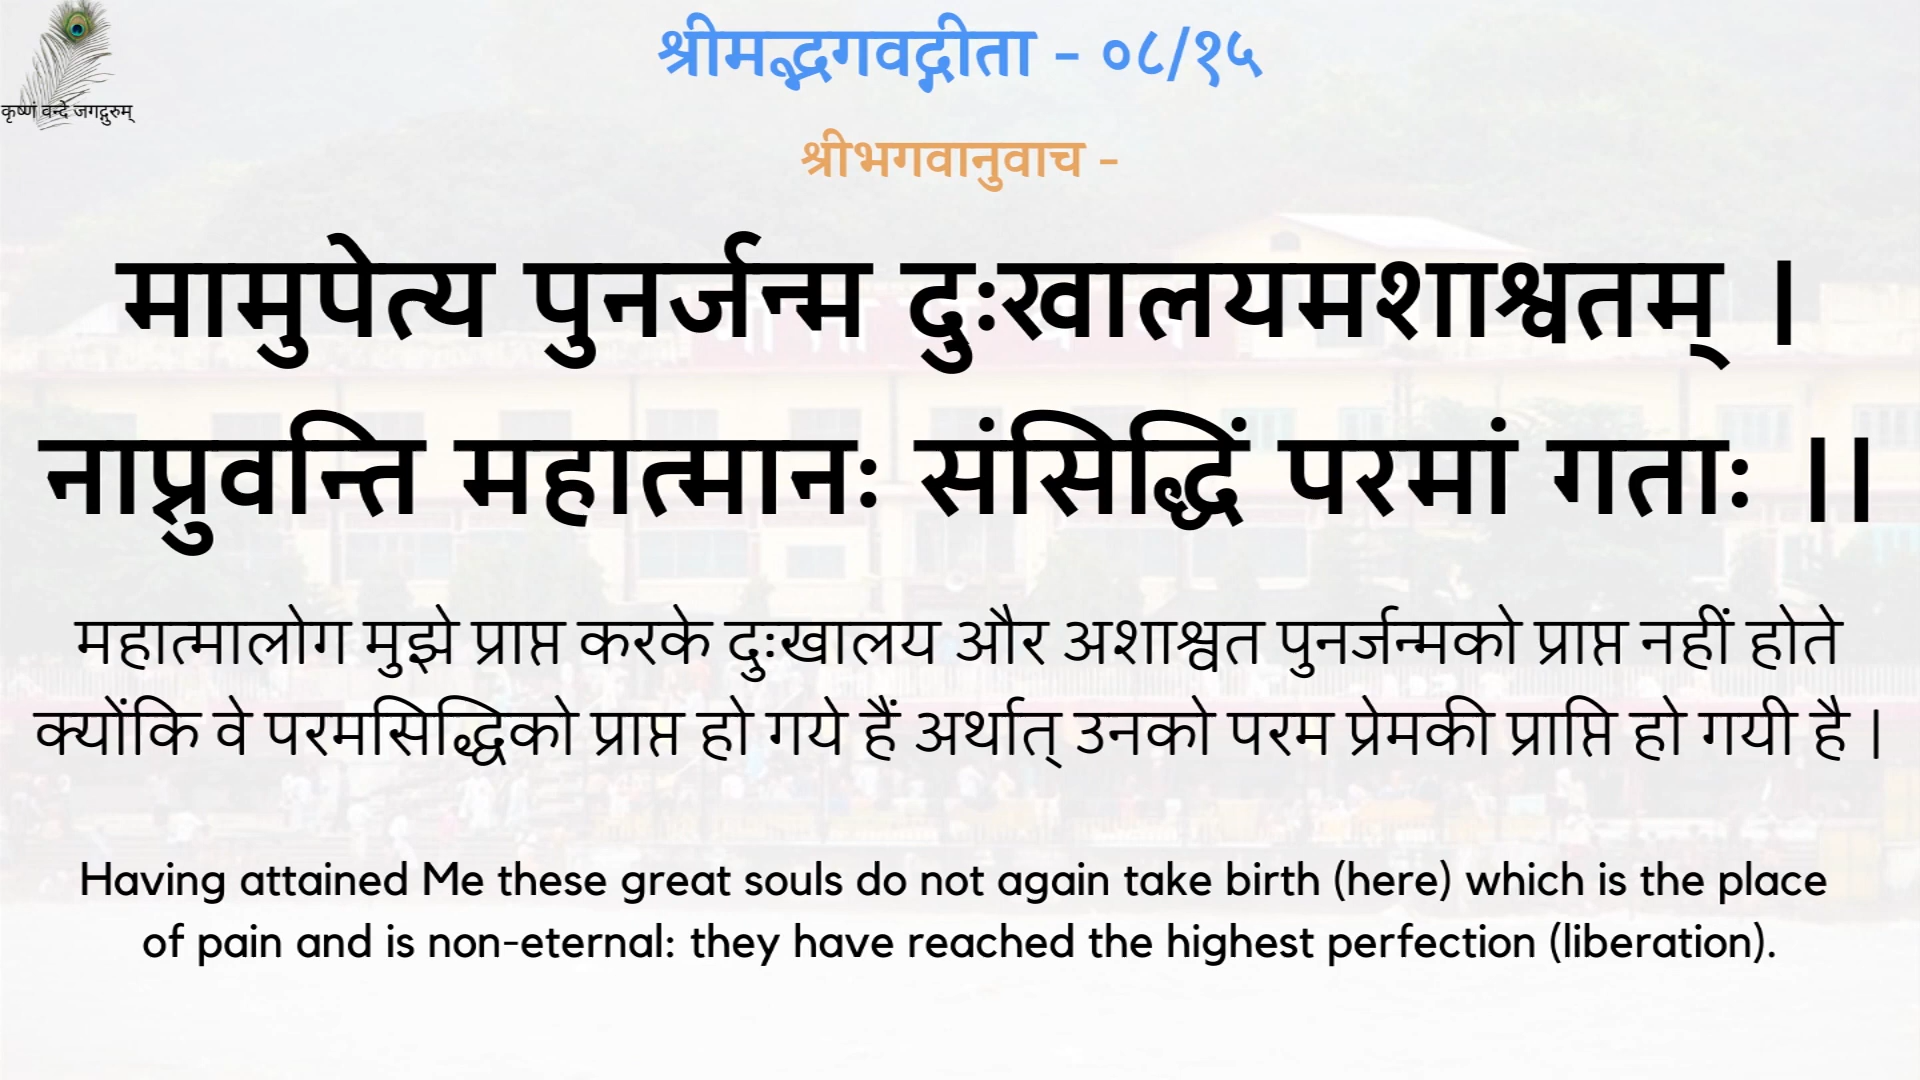 कृष्णं वन्दे जगद्गुरुम्
श्रीमद्भगवद्गीता - ०८/१५
श्रीभगवानुवाच -
मामुपेत्य पुनर्जन्म दुःखालयमशाश्वतम् ।
नाप्नुवन्ति महात्मानः संसिद्धिं परमां गताः ।।
महात्मालोग मुझे प्राप्त करके दुःखालय और अशाश्वत पुनर्जन्मको प्राप्त नहीं होते
क्योंकि वे परमसिद्धिको प्राप्त हो गये हैं अर्थात् उनको परम प्रेमकी प्राप्ति हो गयी है |
Having attained Me these great souls do not again take birth (here) which is the place
of pain and is non-eternal: they have reached the highest perfection (liberation).